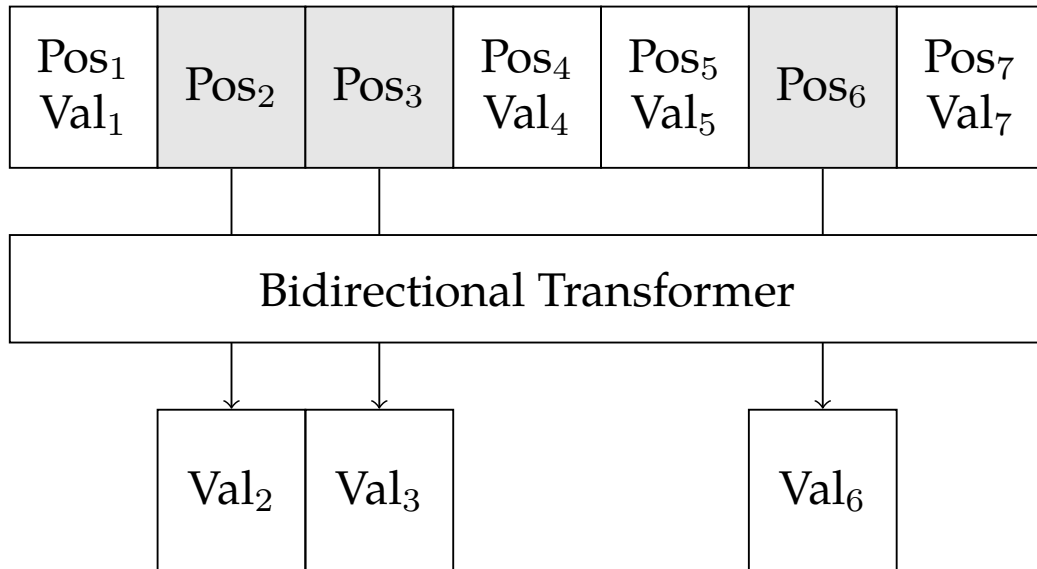 Pos₁
Val₁
Pos₂
Pos₃
Pos₄
Val₄
Pos₅
Val₅
Pos₆
Pos₇
Val₇
Bidirectional Transformer
Val₂
Val₃
Val₆